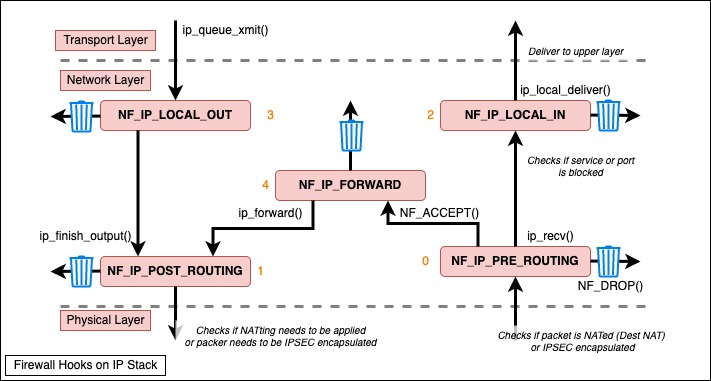 Transport Layer
ip_queue_xmit()
Deliver to upper layer
Network Layer
ip_local_deliver()
NF_IP_LOCAL_OUT
3
2
NF_IP_LOCAL_IN
Checks if service or port
is blocked
4
NF_IP_FORWARD
ip_forward()
NF_ACCEPT()
ip_finish_output()
ip_recv()
NF_IP_POST_ROUTING
1
0
NF_IP_PRE_ROUTING
NF_DROP()
Physical Layer
Checks if NATting needs to be applied
or packer needs to be IPSEC encapsulated
Checks if packet is NATed (Dest NAT)
or IPSEC encapsulated
Firewall Hooks on IP Stack